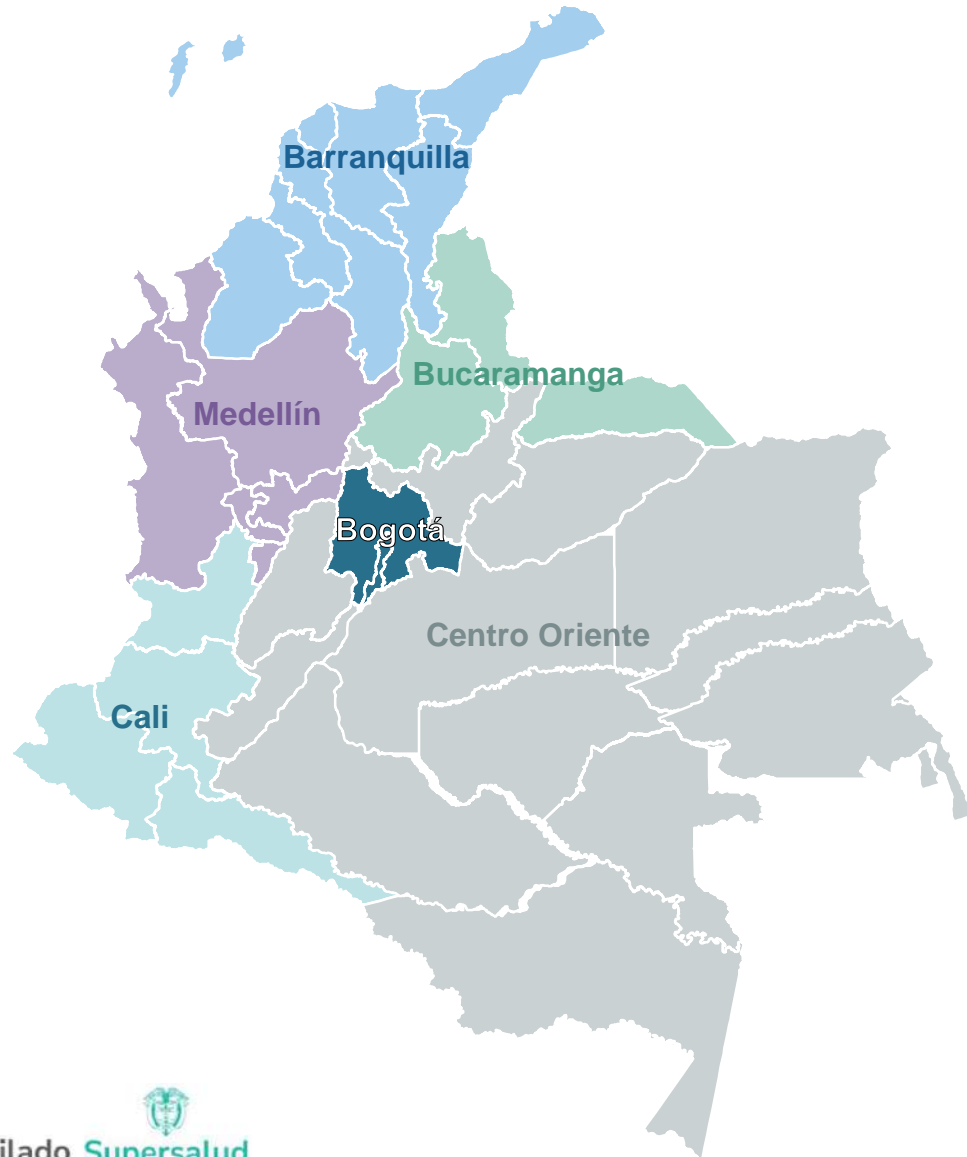 Barranquilla
Bucaramanga
Medellín
Bogotá
Centro Oriente
Cali
Supersalud